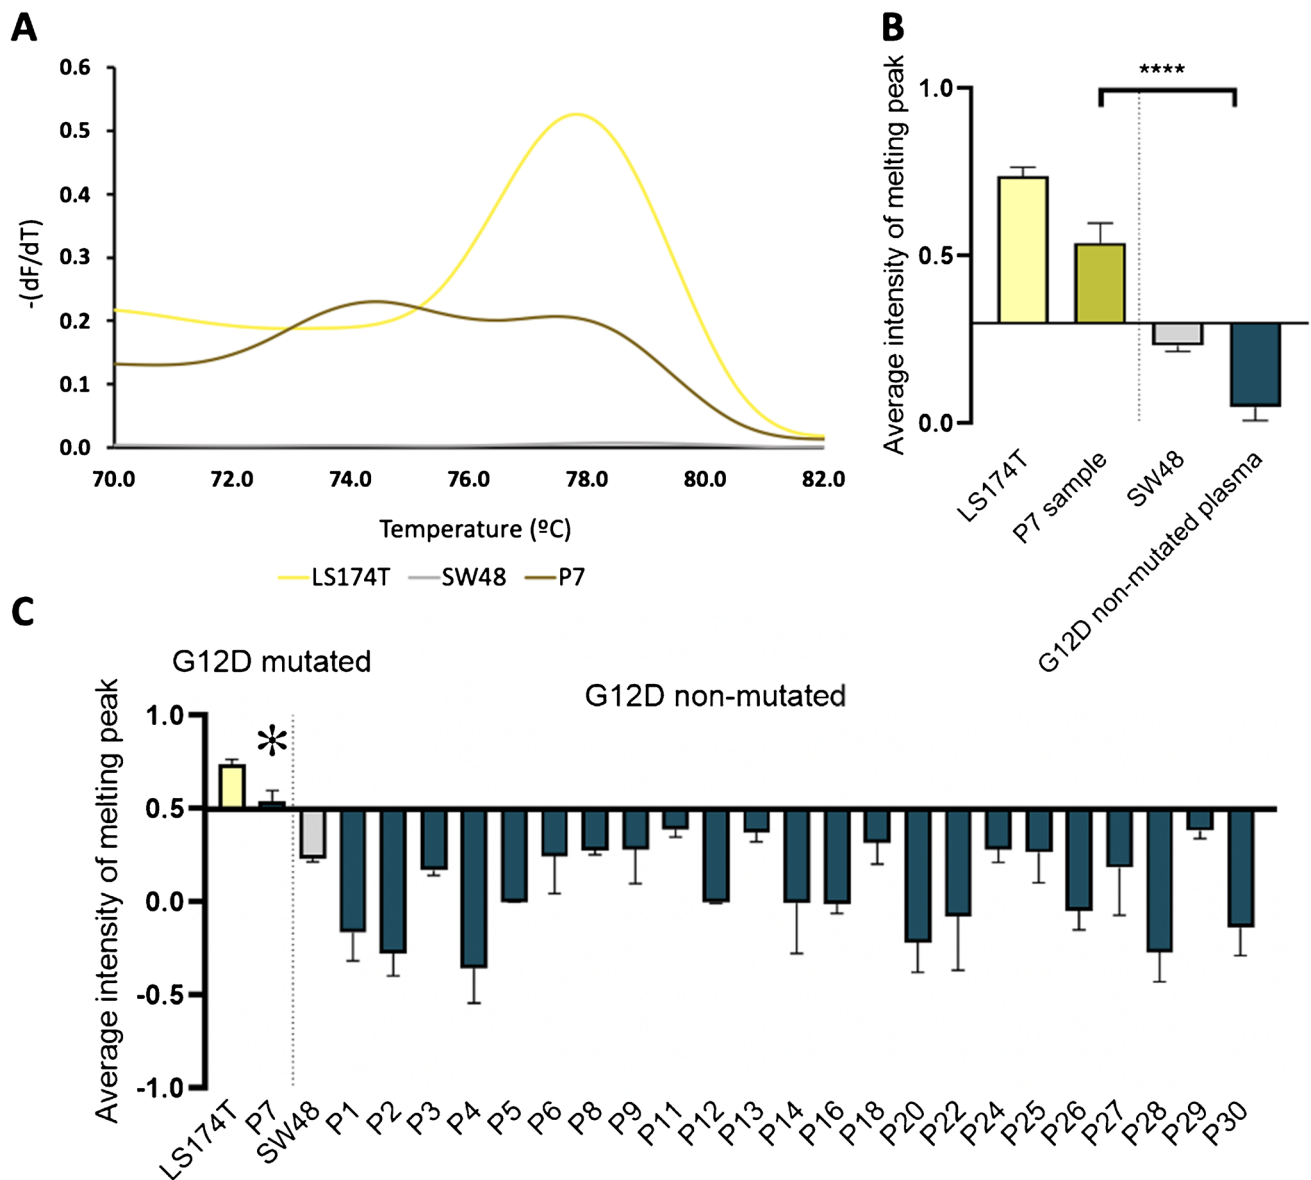 A
0.6
0.5
0.4
0.3
0.2
0.1
0.0
-(dF/dT)
70.0 72.0 74.0 76.0 78.0 80.0 82.0
Temperature (ºC)
LS174T SW48 P7
B
****
1.0
0.5
0.0
Average intensity of melting peak
LS174T
P7 sample
SW48
G12D non-mutated plasma
C
G12D mutated
G12D non-mutated
*
1.0
0.5
0.0
-0.5
-1.0
Average intensity of melting peak
LS174T P7 SW48 P1 P2 P3 P4 P5 P6 P8 P9 P11 P12 P13 P14 P16 P18 P20 P22 P24 P25 P26 P27 P28 P29 P30